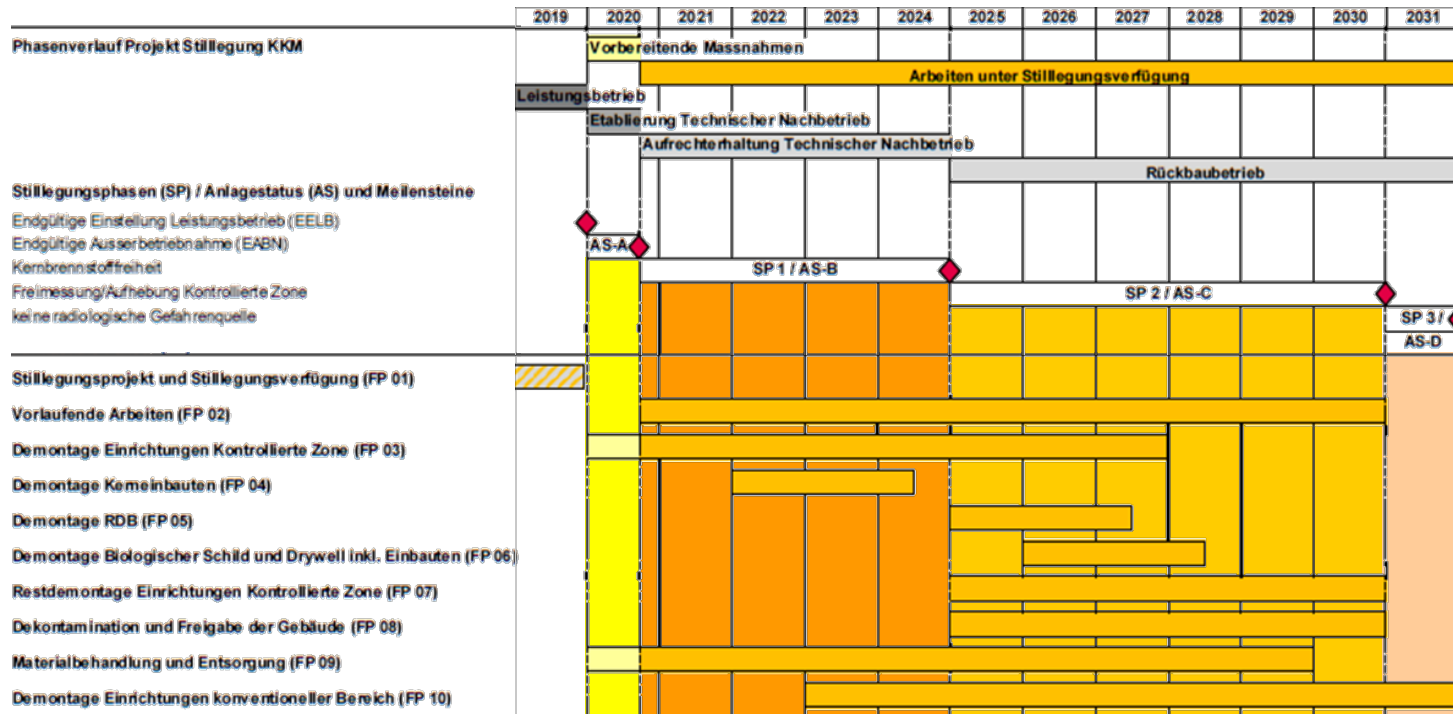 2019 2020 2021 2022 2023 2024 2025 2026 2027 2028 2029 2030 2031
Phasenverlauf Projekt Stilllegung KKM
Vorbereitende Massnahmen
Arbeiten unter Stilllegungsverfügung
Leistungsbetrieb
Etablierung Technischer Nachbetrieb
Aufrechterhaltung Technischer Nachbetrieb
Rückbaubetrieb
Stilllegungsphasen (SP) / Anlagestatus (AS) und Meilensteine
Endgültige Einstellung Leistungsbetrieb (EELB)
Endgültige Ausserbetriebnahme (EABN) AS-A
Kernbrennstofffreiheit SP 1 / AS-B
Freimessung/Aufhebung Kontrollierte Zone SP 2 / AS-C
keine radiologische Gefahrenquelle SP 3 /
AS-D
Stilllegungsprojekt und Stilllegungsverfügung (FP 01)
Vorlaufende Arbeiten (FP 02)
Demontage Einrichtungen Kontrollierte Zone (FP 03)
Demontage Kerneinbauten (FP 04)
Demontage RDB (FP 05)
Demontage Biologischer Schild und Drywell inkl. Einbauten (FP 06)
Restdemontage Einrichtungen Kontrollierte Zone (FP 07)
Dekontamination und Freigabe der Gebäude (FP 08)
Materialbehandlung und Entsorgung (FP 09)
Demontage Einrichtungen konventioneller Bereich (FP 10)